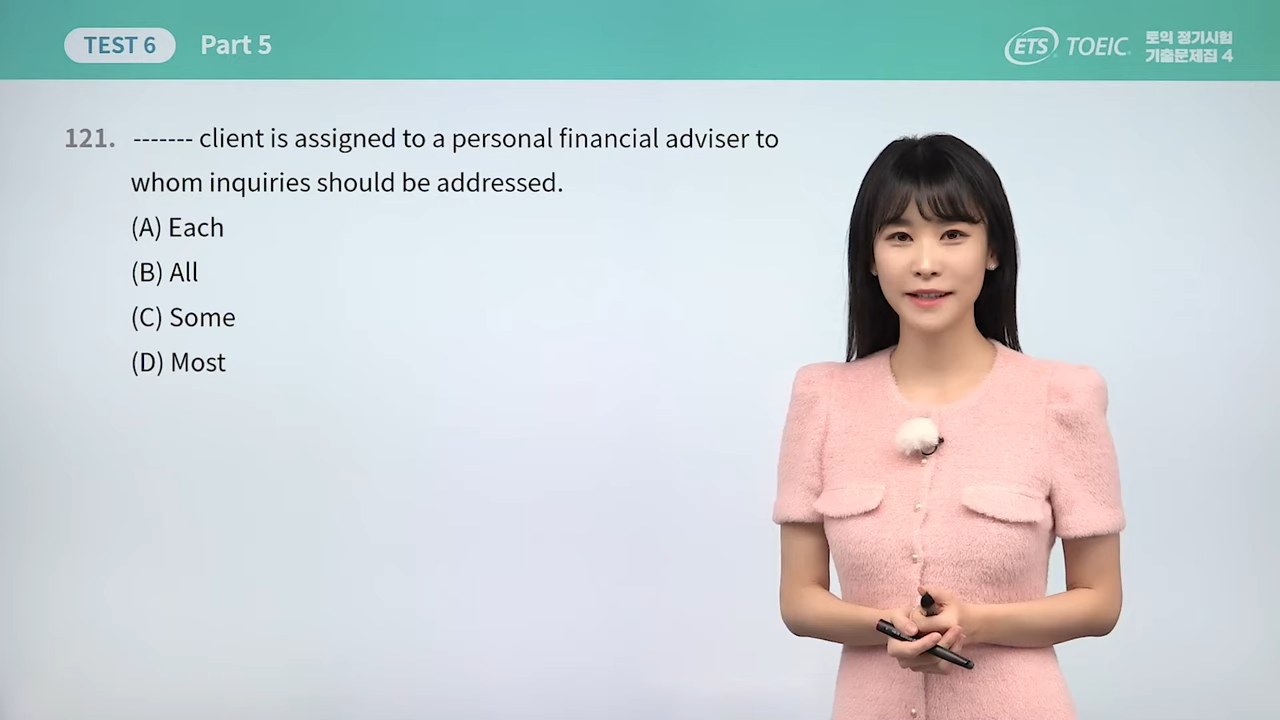 TEST 6
Part 5
ETS TOEIC
토익 정기시험
기출문제집 4
121. ------- client is assigned to a personal financial adviser to
whom inquiries should be addressed.
(A) Each
(B) All
(C) Some
(D) Most